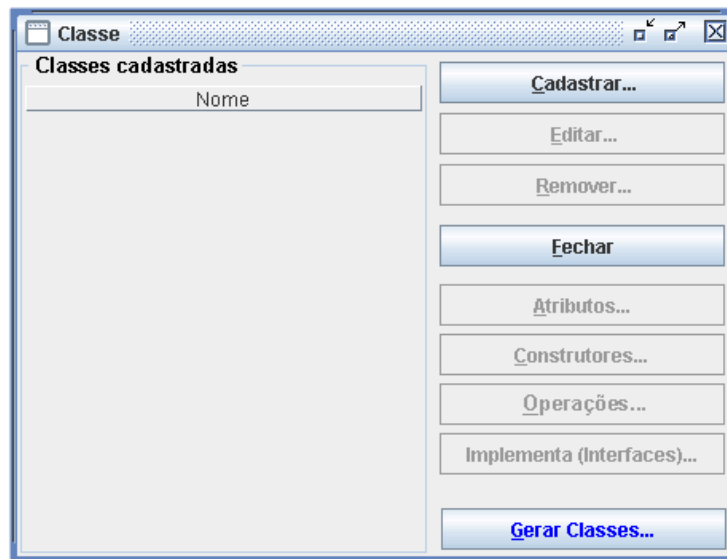 Classe
Classes cadastradas
Nome
Cadastrar...
Editar...
Remover...
Fechar
Atributos...
Construtores...
Operações...
Implementa (Interfaces)...
Gerar Classes...